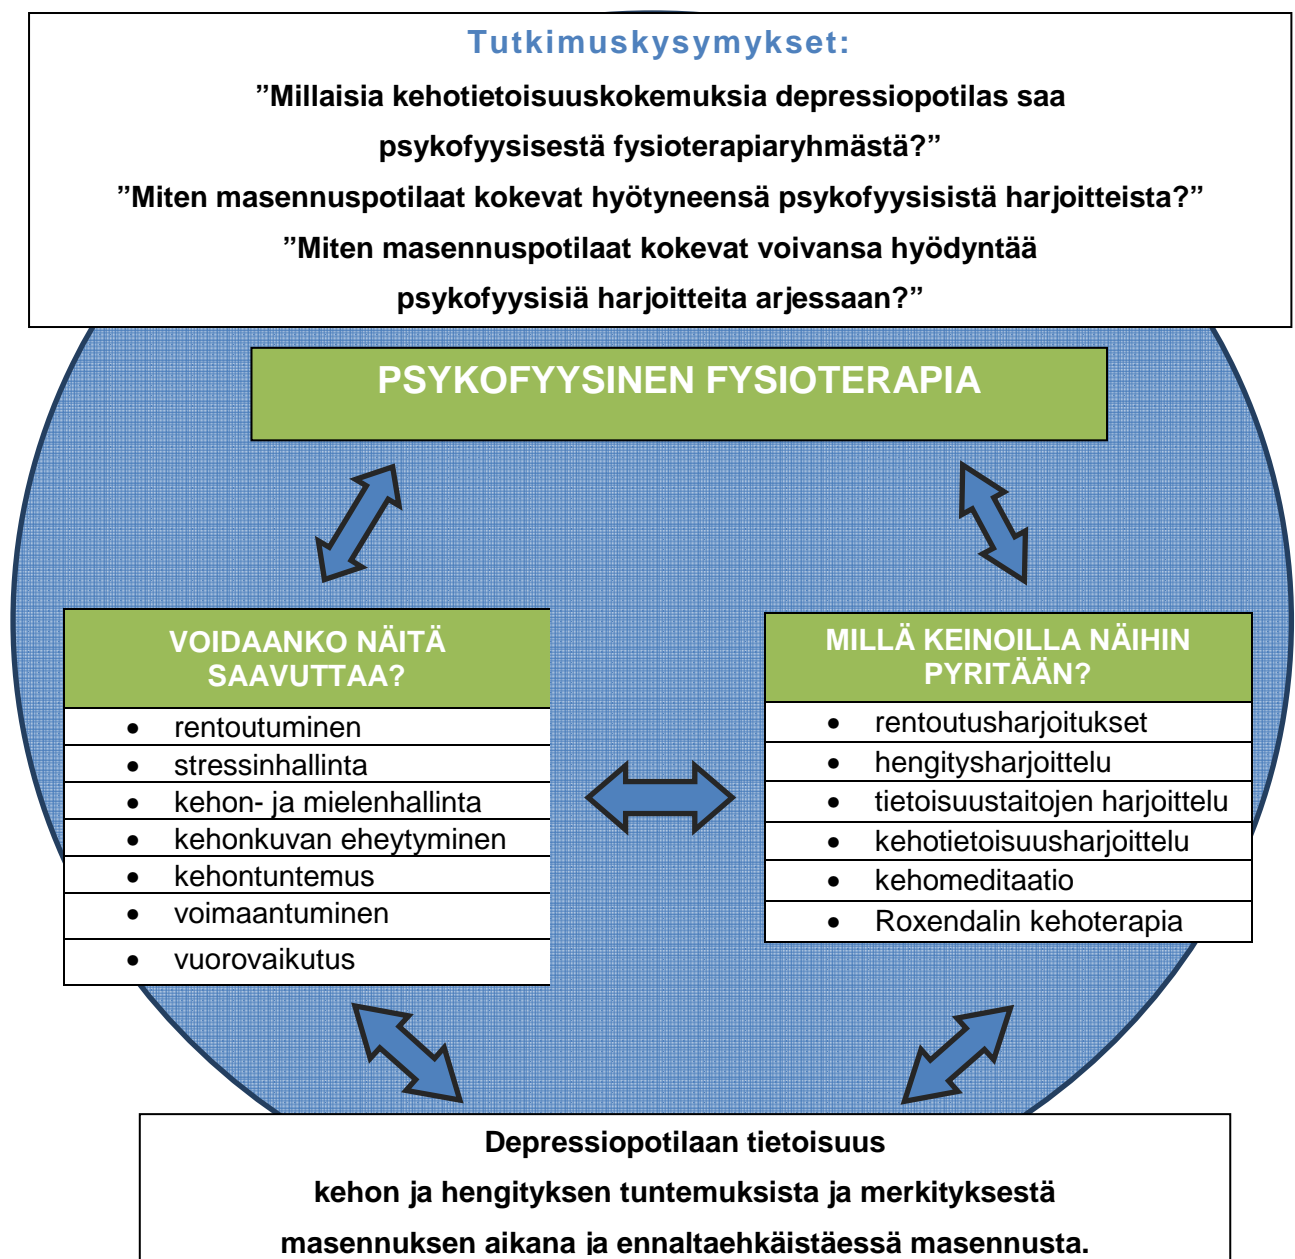 Tutkimuskysymykset:
”Millaisia kehotietoisuuskokemuksia depressiopotilas saa
psykofyysisestä fysioterapiaryhmästä?”
”Miten masennuspotilaat kokevat hyötyneensä psykofyysisistä harjoitteista?”
”Miten masennuspotilaat kokevat voivansa hyödyntää
psykofyysisiä harjoitteita arjessaan?”
PSYKOFYYSINEN FYSIOTERAPIA
VOIDAANKO NÄITÄ
SAAVUTTAA?
• rentoutuminen
• stressinhallinta
• kehon- ja mielenhallinta
• kehonkuvan eheytyminen
• kehontuntemus
• voimaantuminen
• vuorovaikutus
MILLÄ KEINOILLA NÄIHIN
PYRITÄÄN?
• rentoutusharjoitukset
• hengitysharjoittelu
• tietoisuustaitojen harjoittelu
• kehotietoisuusharjoittelu
• kehomeditaatio
• Roxendalin kehoterapia
Depressiopotilaan tietoisuus
kehon ja hengityksen tuntemuksista ja merkityksestä
masennuksen aikana ja ennaltaehkäistäessä masennusta.